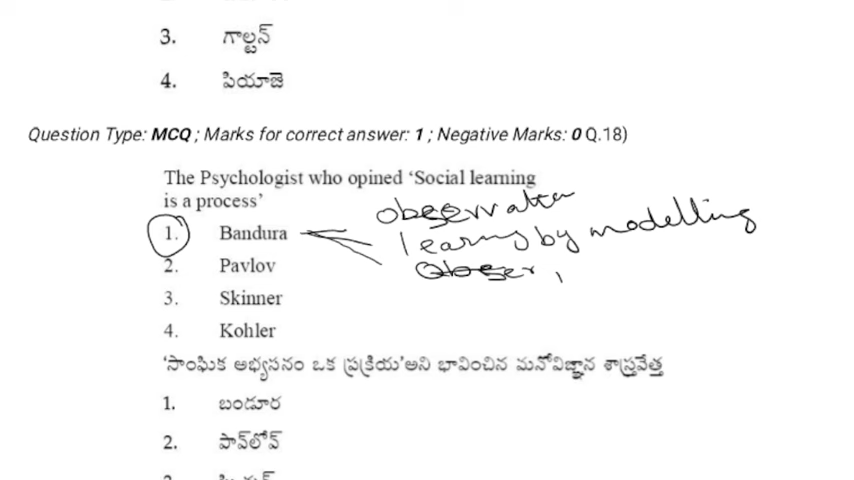 3. గాల్టన్
4. పియాజె
Question Type: MCQ ; Marks for correct answer: 1 ; Negative Marks: 0 Q.18)
The Psychologist who opined ‘Social learning
is a process’
1. Bandura
2. Pavlov
3. Skinner
4. Kohler
learning by modelling
‘సాంఘిక అభ్యసనం ఒక ప్రక్రియ’అని భావించిన మనోవిజ్ఞాన శాస్త్రవేత్త
1. బండూర
2. పావ్‌లోవ్